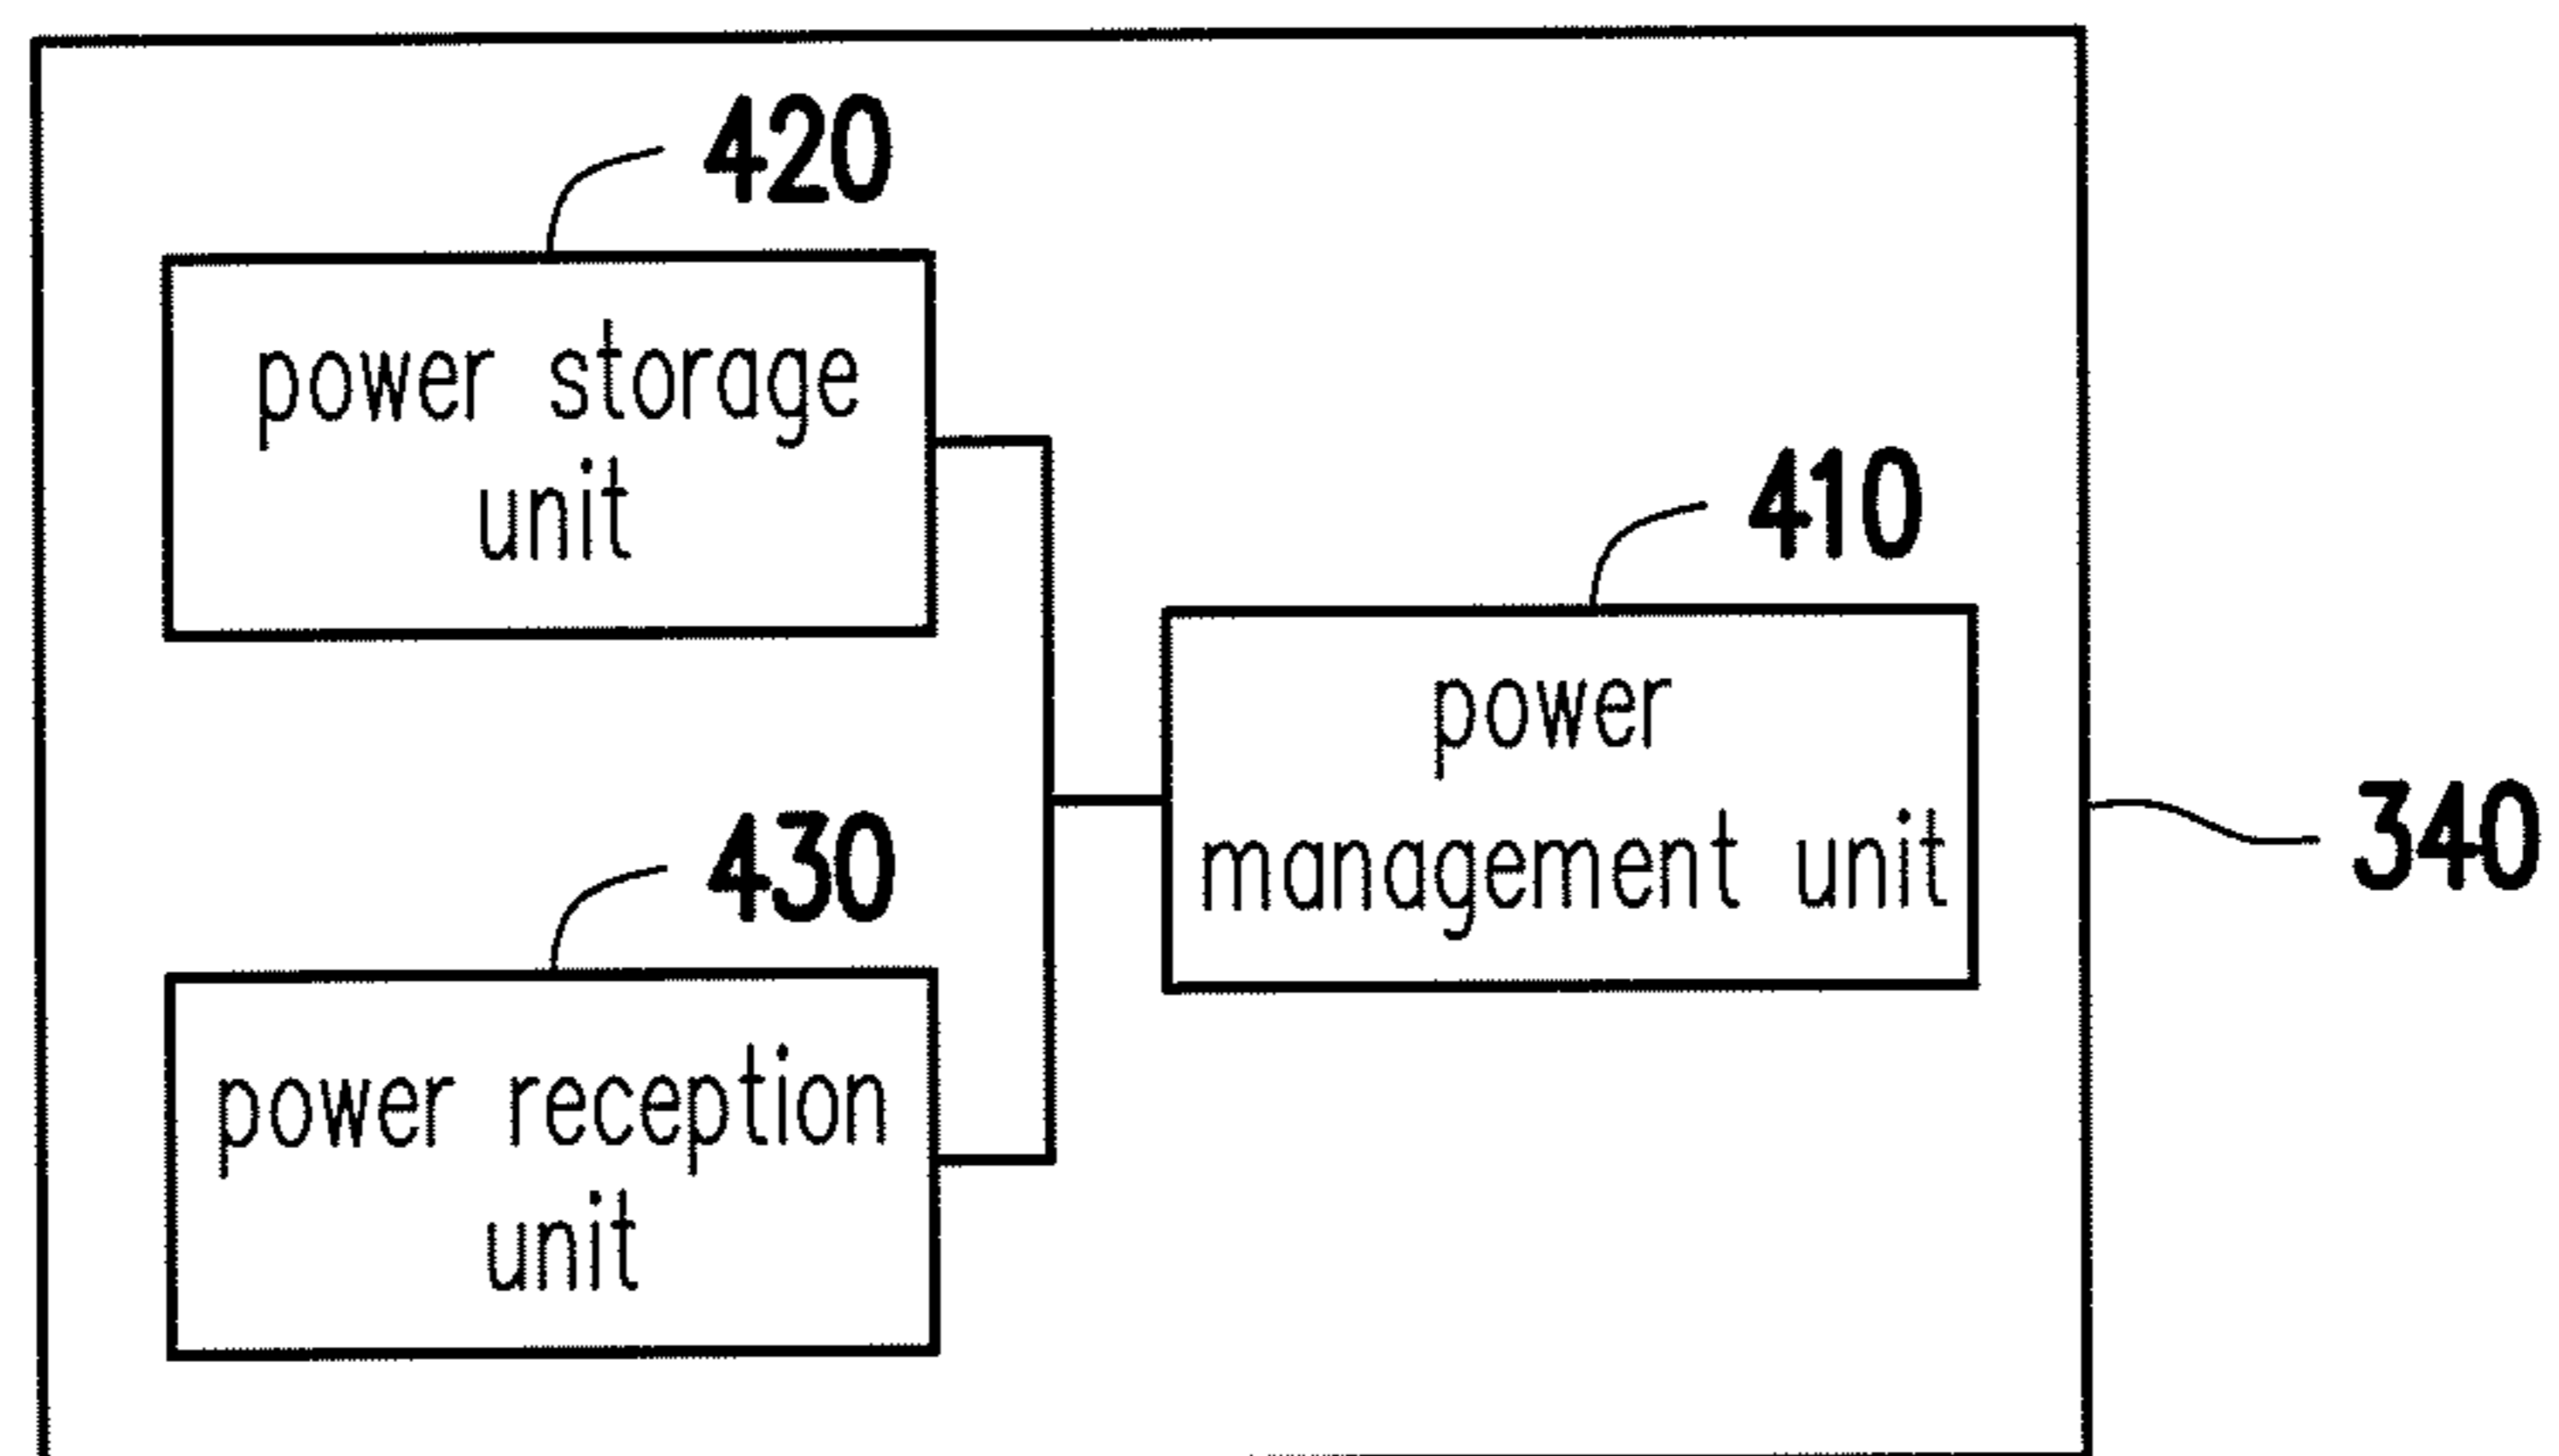 420
power storage
unit
410
power
management unit
340
430
power reception
unit